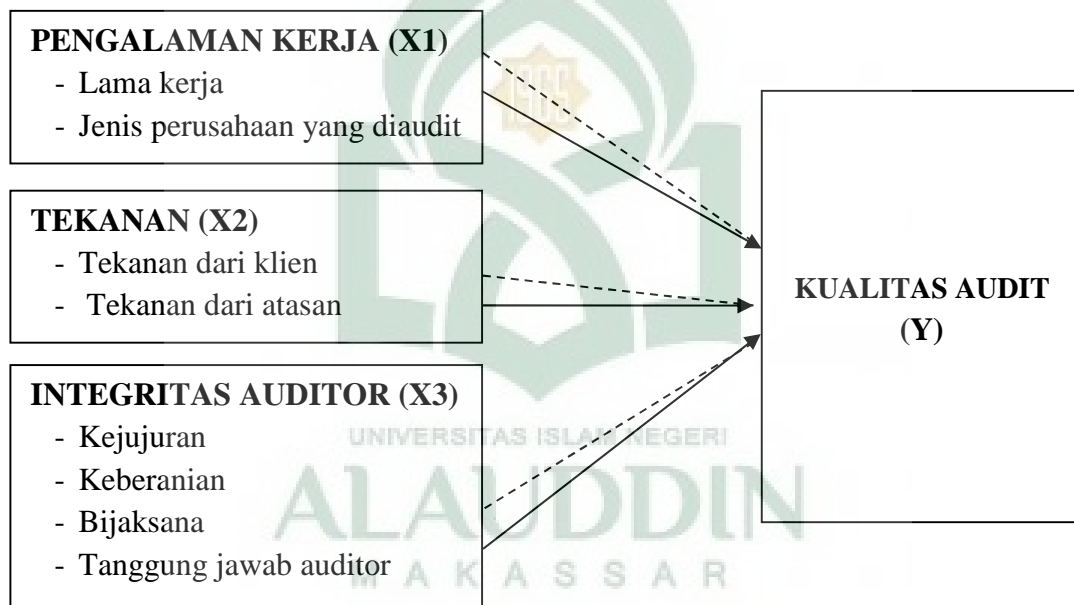 PENGALAMAN KERJA (X1)
- Lama kerja
- Jenis perusahaan yang diaudit
TEKANAN (X2)
- Tekanan dari klien
- Tekanan dari atasan
INTEGRITAS AUDITOR (X3)
- Kejujuran
- Keberanian
- Bijaksana
- Tanggung jawab auditor
KUALITAS AUDIT
(Y)
UNIVERSITAS ISLAM NEGERI
ALAUDDIN
MAKASSAR